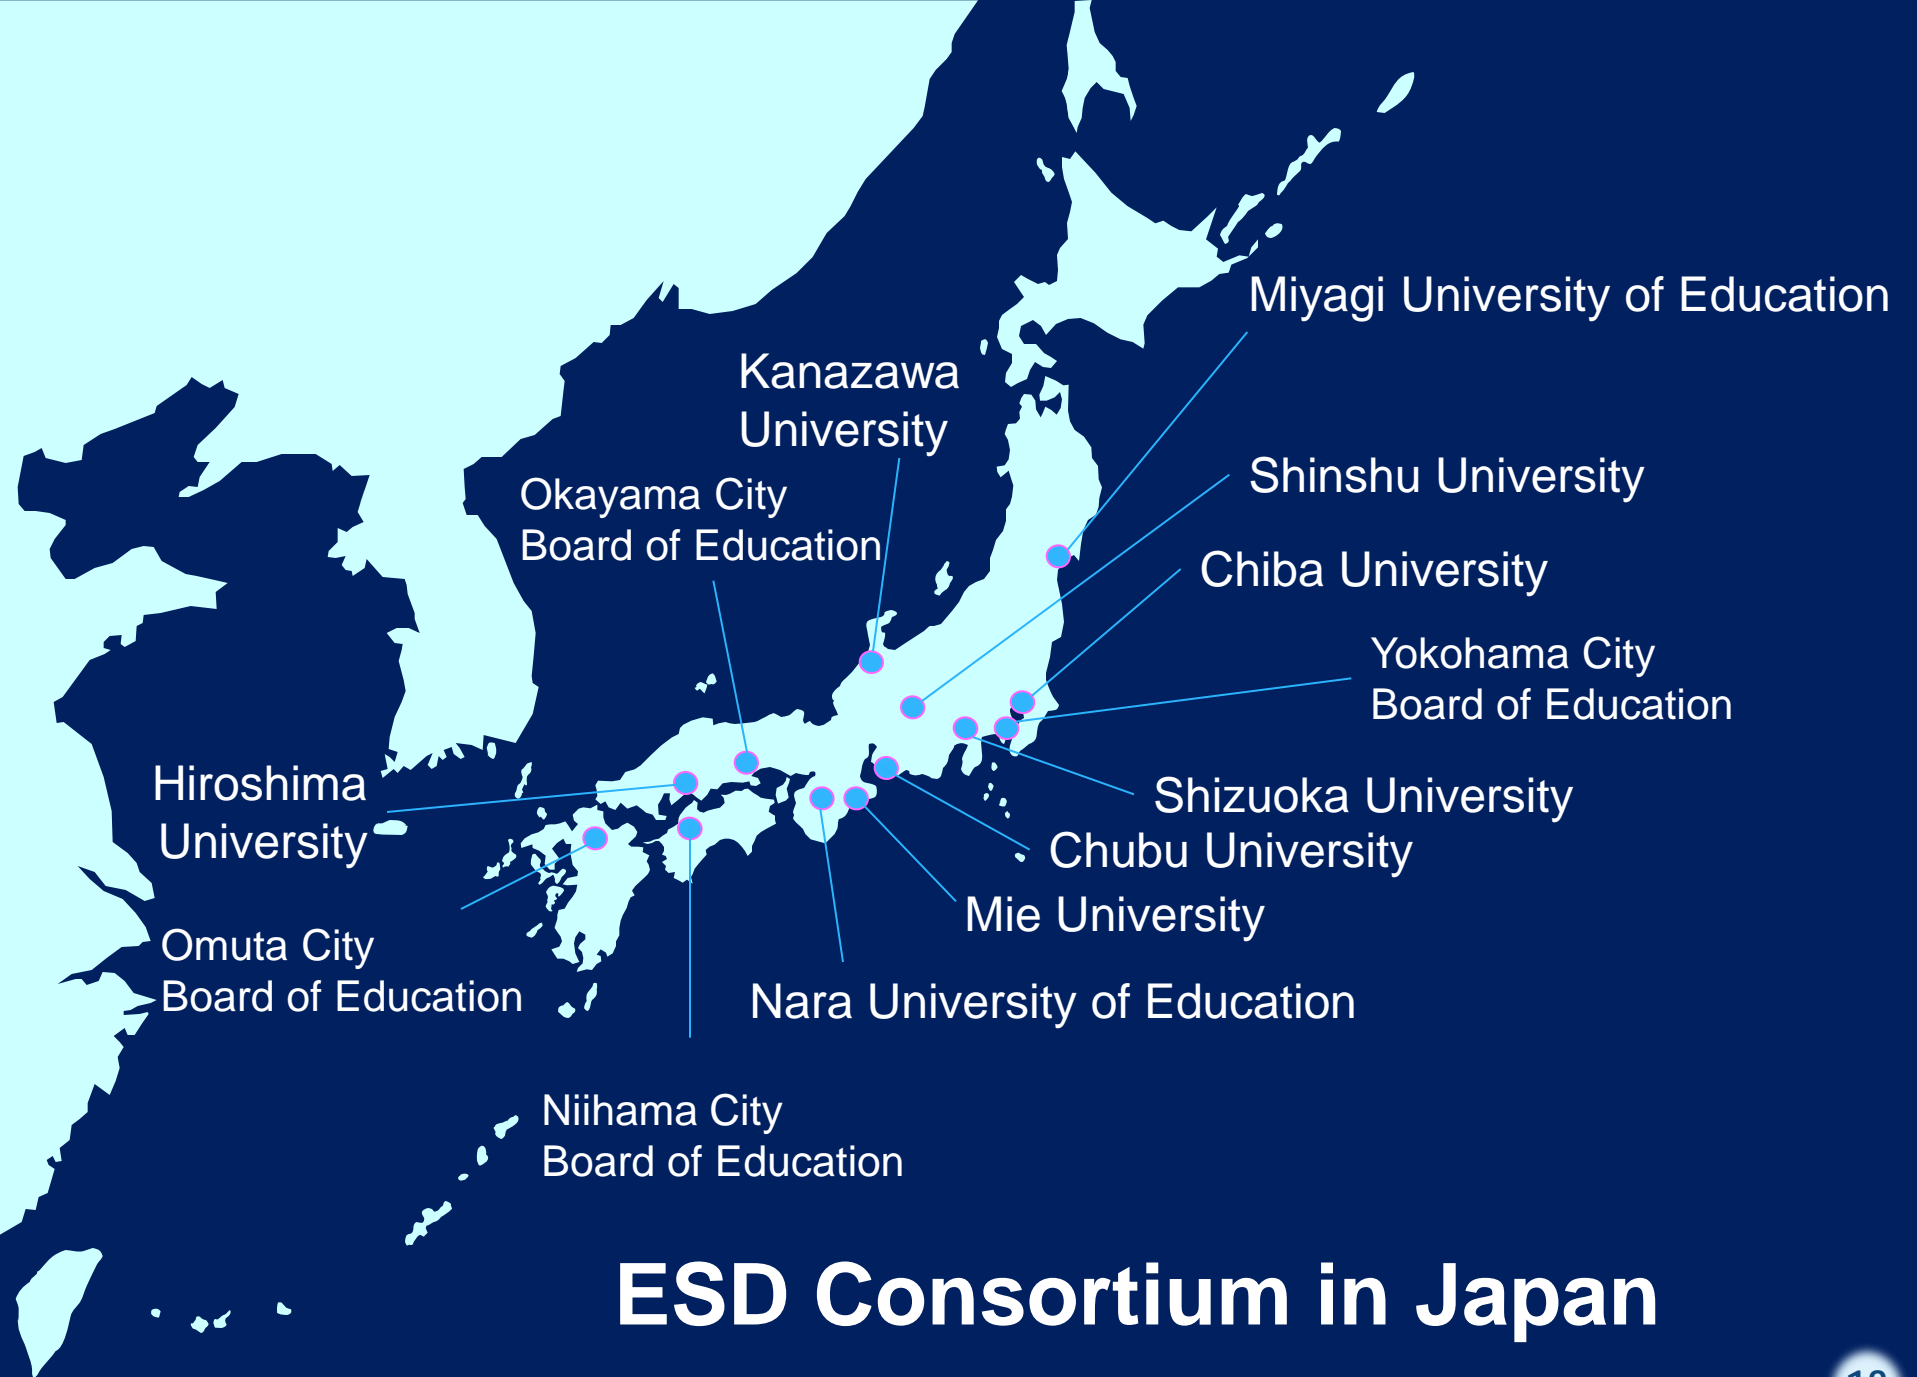 Miyagi University of Education
Kanazawa
University
Shinshu University
Okayama City
Board of Education
Chiba University
Yokohama City
Board of Education
Hiroshima
University
Shizuoka University
Chubu University
Mie University
Omuta City
Board of Education
Nara University of Education
Niihama City
Board of Education
ESD Consortium in Japan